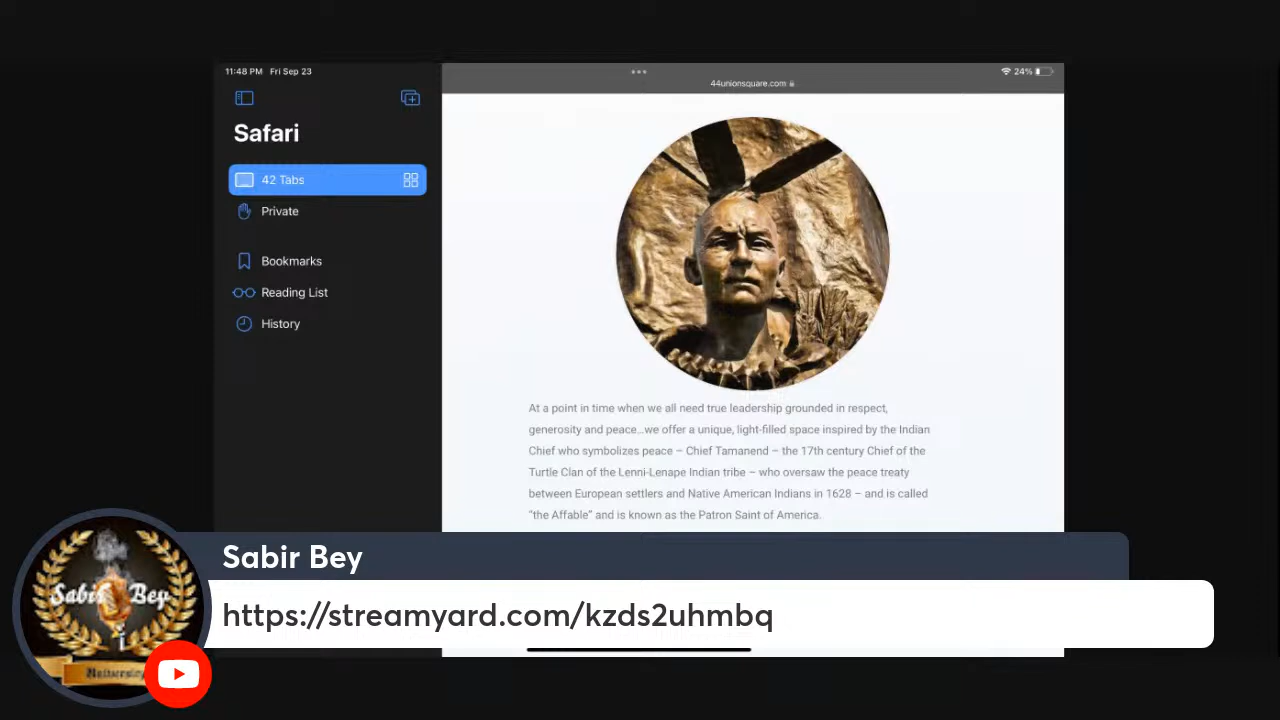 11:48 PM Fri Sep 23
24%
44unionsquare.com
Safari
42 Tabs
Private
Bookmarks
Reading List
History
At a point in time when we all need true leadership grounded in respect,
generosity and peace...we offer a unique, light-filled space inspired by the Indian
Chief who symbolizes peace – Chief Tamanend – the 17th century Chief of the
Turtle Clan of the Lenni-Lenape Indian tribe – who oversaw the peace treaty
between European settlers and Native American Indians in 1628 – and is called
“the Affable” and is known as the Patron Saint of America.
Sabir Bey
https://streamyard.com/kzds2uhmbq
Sabir Bey